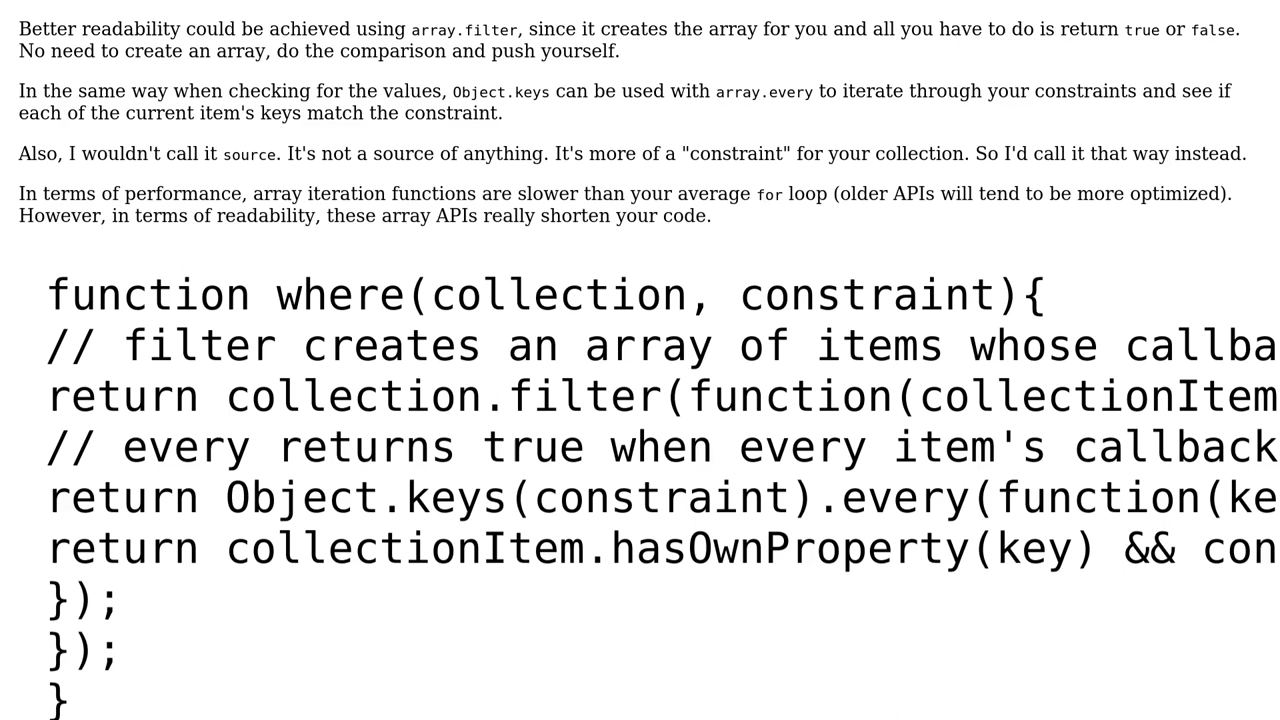 Better readability could be achieved using array.filter, since it creates the array for you and all you have to do is return true or false.
No need to create an array, do the comparison and push yourself.
In the same way when checking for the values, Object.keys can be used with array.every to iterate through your constraints and see if
each of the current item's keys match the constraint.
Also, I wouldn't call it source. It's not a source of anything. It's more of a "constraint" for your collection. So I'd call it that way instead.
In terms of performance, array iteration functions are slower than your average for loop (older APIs will tend to be more optimized).
However, in terms of readability, these array APIs really shorten your code.
function where(collection, constraint){
// filter creates an array of items whose callba
return collection.filter(function(collectionItem
// every returns true when every item's callback
return Object.keys(constraint).every(function(ke
return collectionItem.hasOwnProperty(key) && con
});
});
}